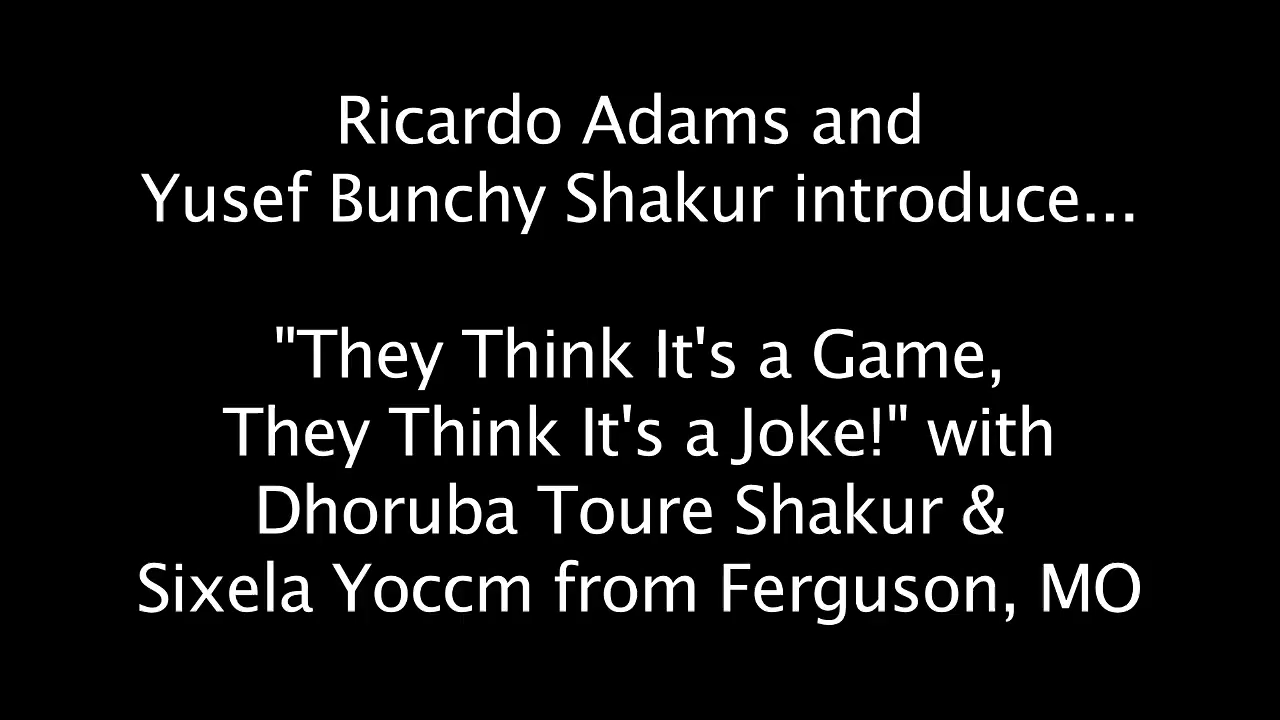 Ricardo Adams and
Yusef Bunchy Shakur introduce...
"They Think It's a Game,
They Think It's a Joke!" with
Dhoruba Toure Shakur &
Sixela Yoccm from Ferguson, MO